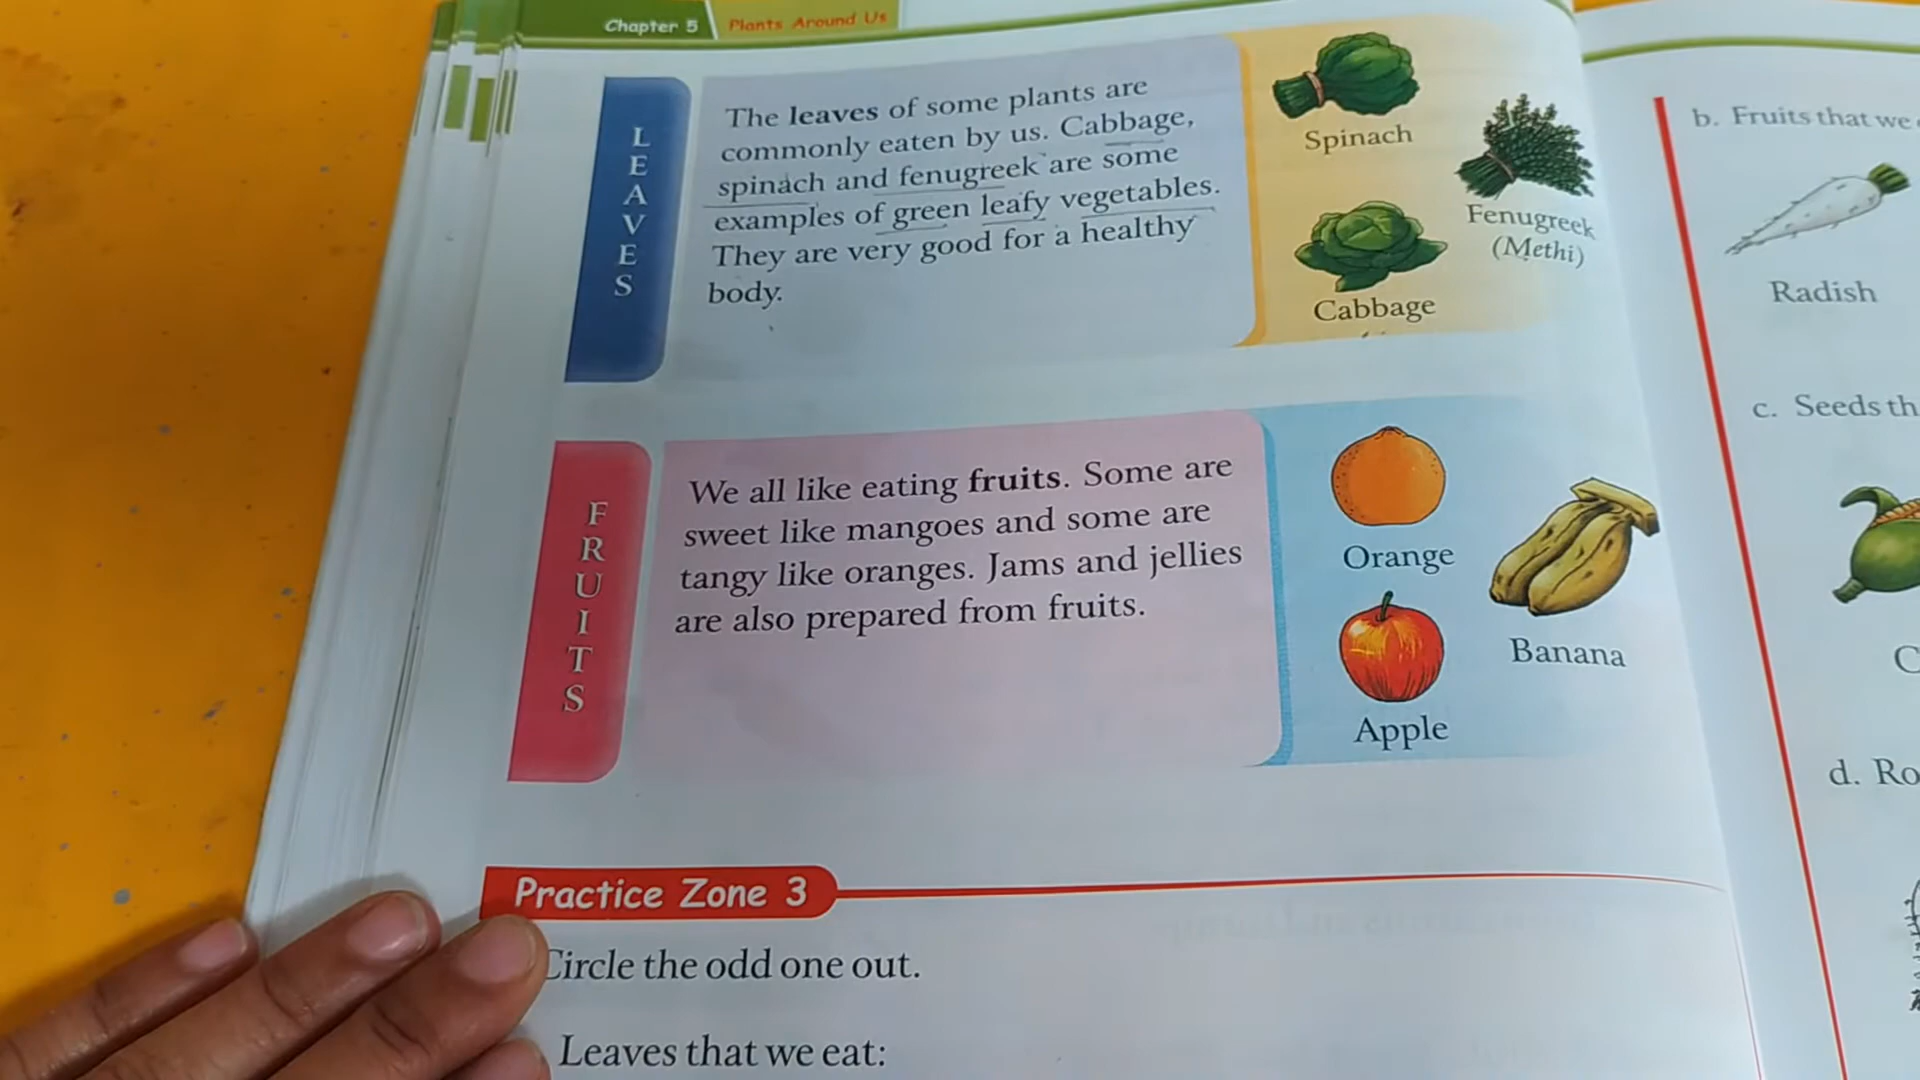 Chapter 5 Plants Around Us
LEAVES
The leaves of some plants are
commonly eaten by us. Cabbage,
spinach and fenugreek are some
examples of green leafy vegetables.
They are very good for a healthy
body.
Spinach
Fenugreek
(Methi)
Cabbage
FRUITS
We all like eating fruits. Some are
sweet like mangoes and some are
tangy like oranges. Jams and jellies
are also prepared from fruits.
Orange
Banana
Apple
Practice Zone 3
Circle the odd one out.
Leaves that we eat:
b. Fruits that we
Radish
c. Seeds th
C
d. Ro